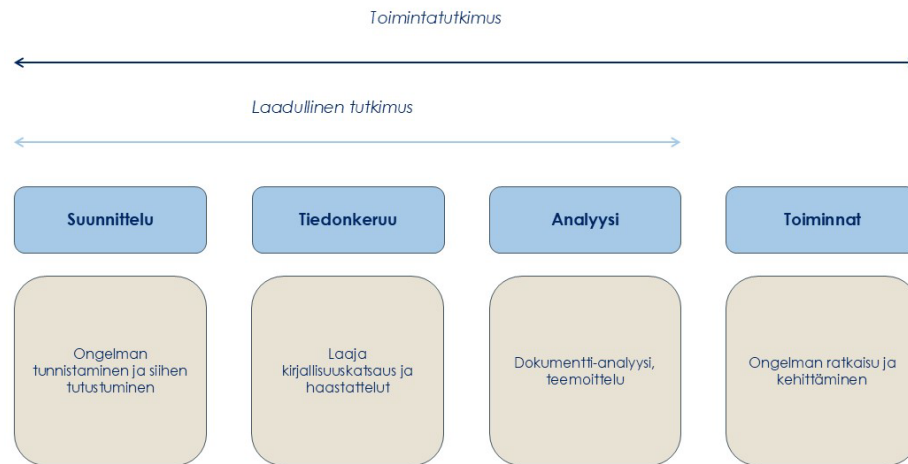 Toimintatutkimus
Laadullinen tutkimus
Suunnittelu
Tiedonkeruu
Analyysi
Toiminnat
Ongelman
tunnistaminen ja siihen
tutustuminen
Laaja
kirjallisuuskatsaus ja
haastattelut
Dokumentti-analyysi,
teemoittelu
Ongelman ratkaisu ja
kehittäminen